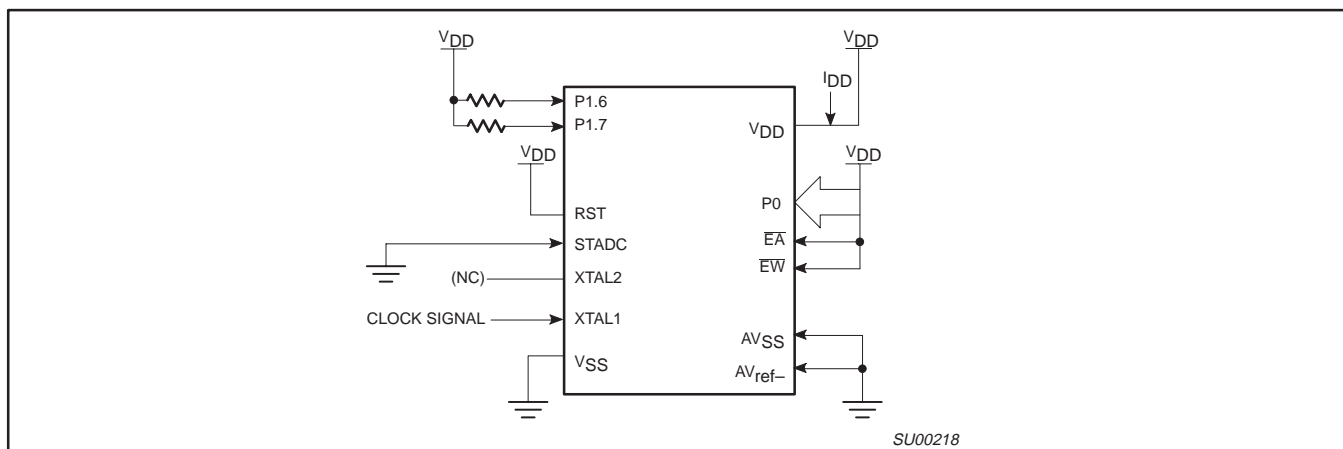 VDD
VDD
IDD
P1.6
P1.7
VDD
VDD
VDD
P0
RST
EA
STADC
EW
(NC)
XTAL2
CLOCK SIGNAL
XTAL1
AVSS
VSS
AVref–
SU00218